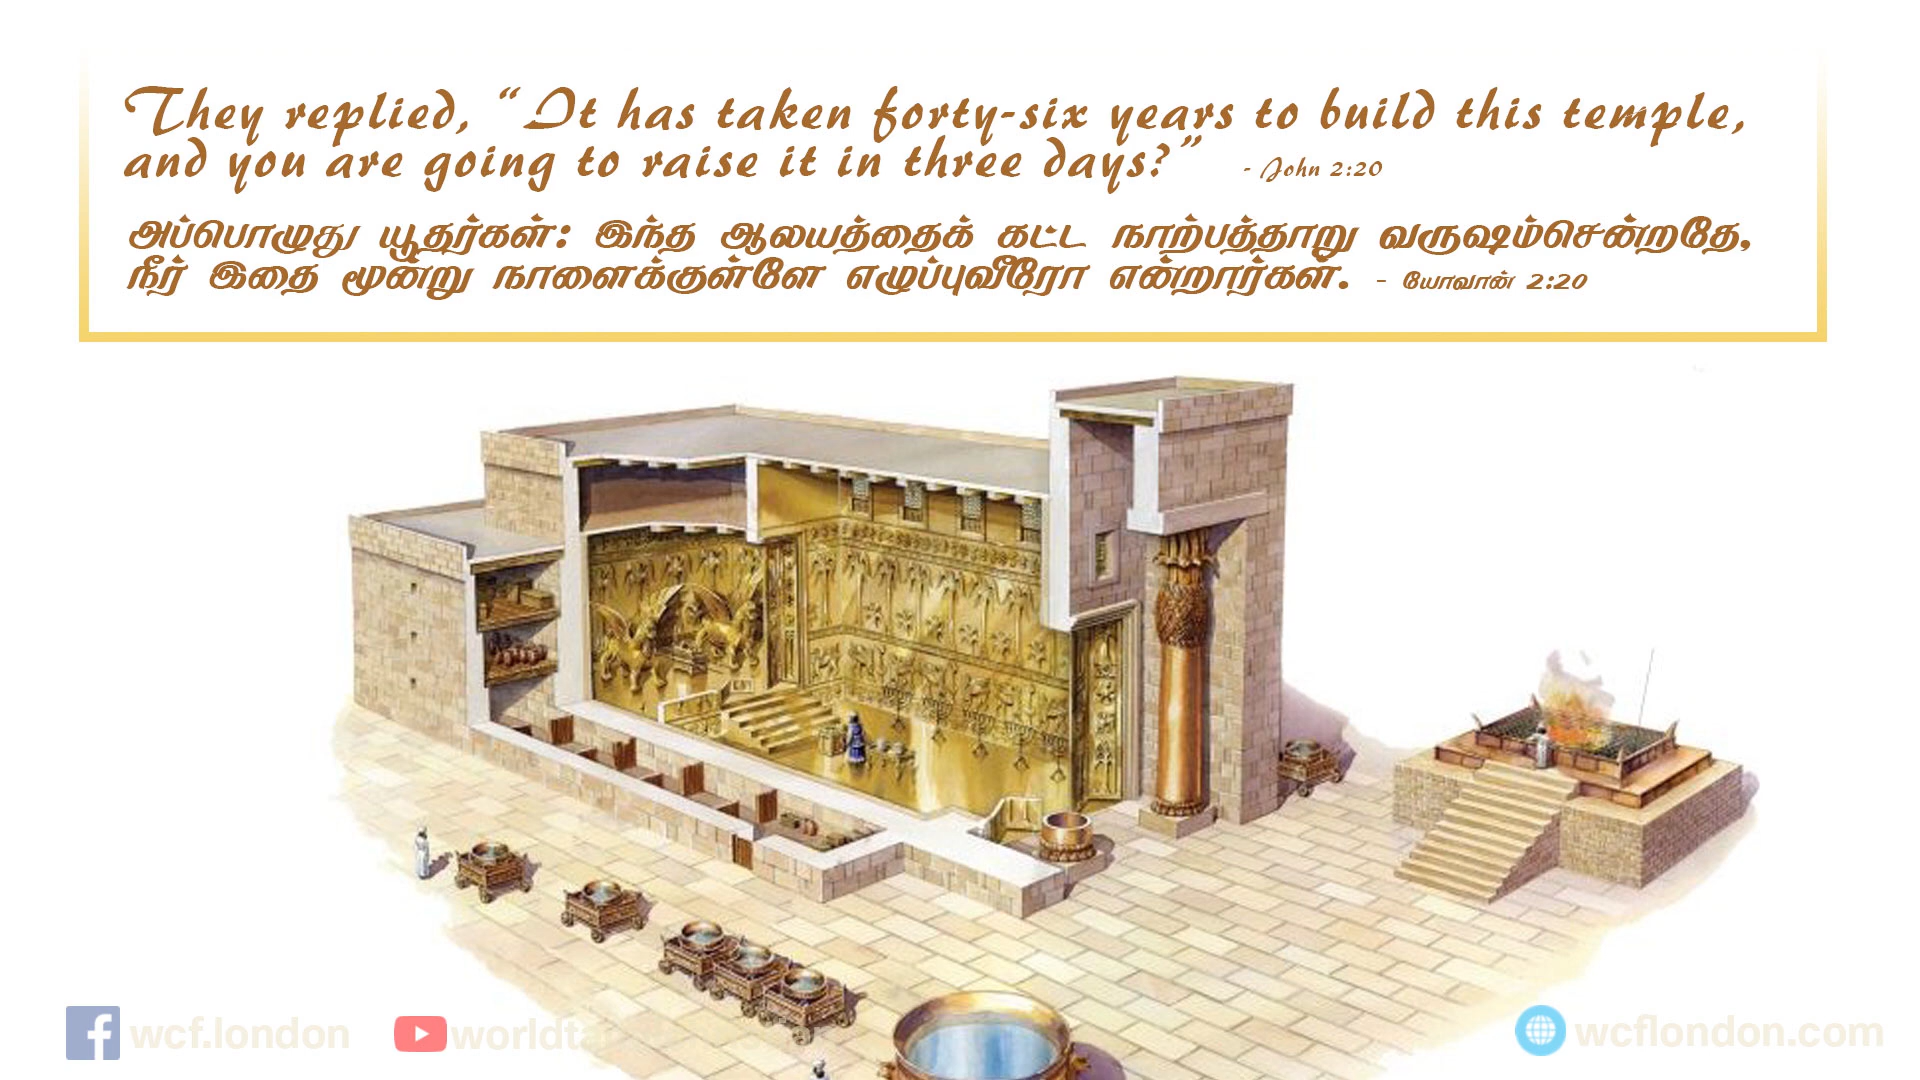 They replied, “It has taken forty-six years to build this temple,
and you are going to raise it in three days?” - John 2:20
அப்பொழுது யூதர்கள்: இந்த ஆலயத்தைக் கட்ட நாற்பத்தாறு வருஷம்சென்றதே,
நீர் இதை மூன்று நாளைக்குள்ளே எழுப்புவீரோ என்றார்கள். - யோவான் 2:20
wcf.london
wcflondon.com